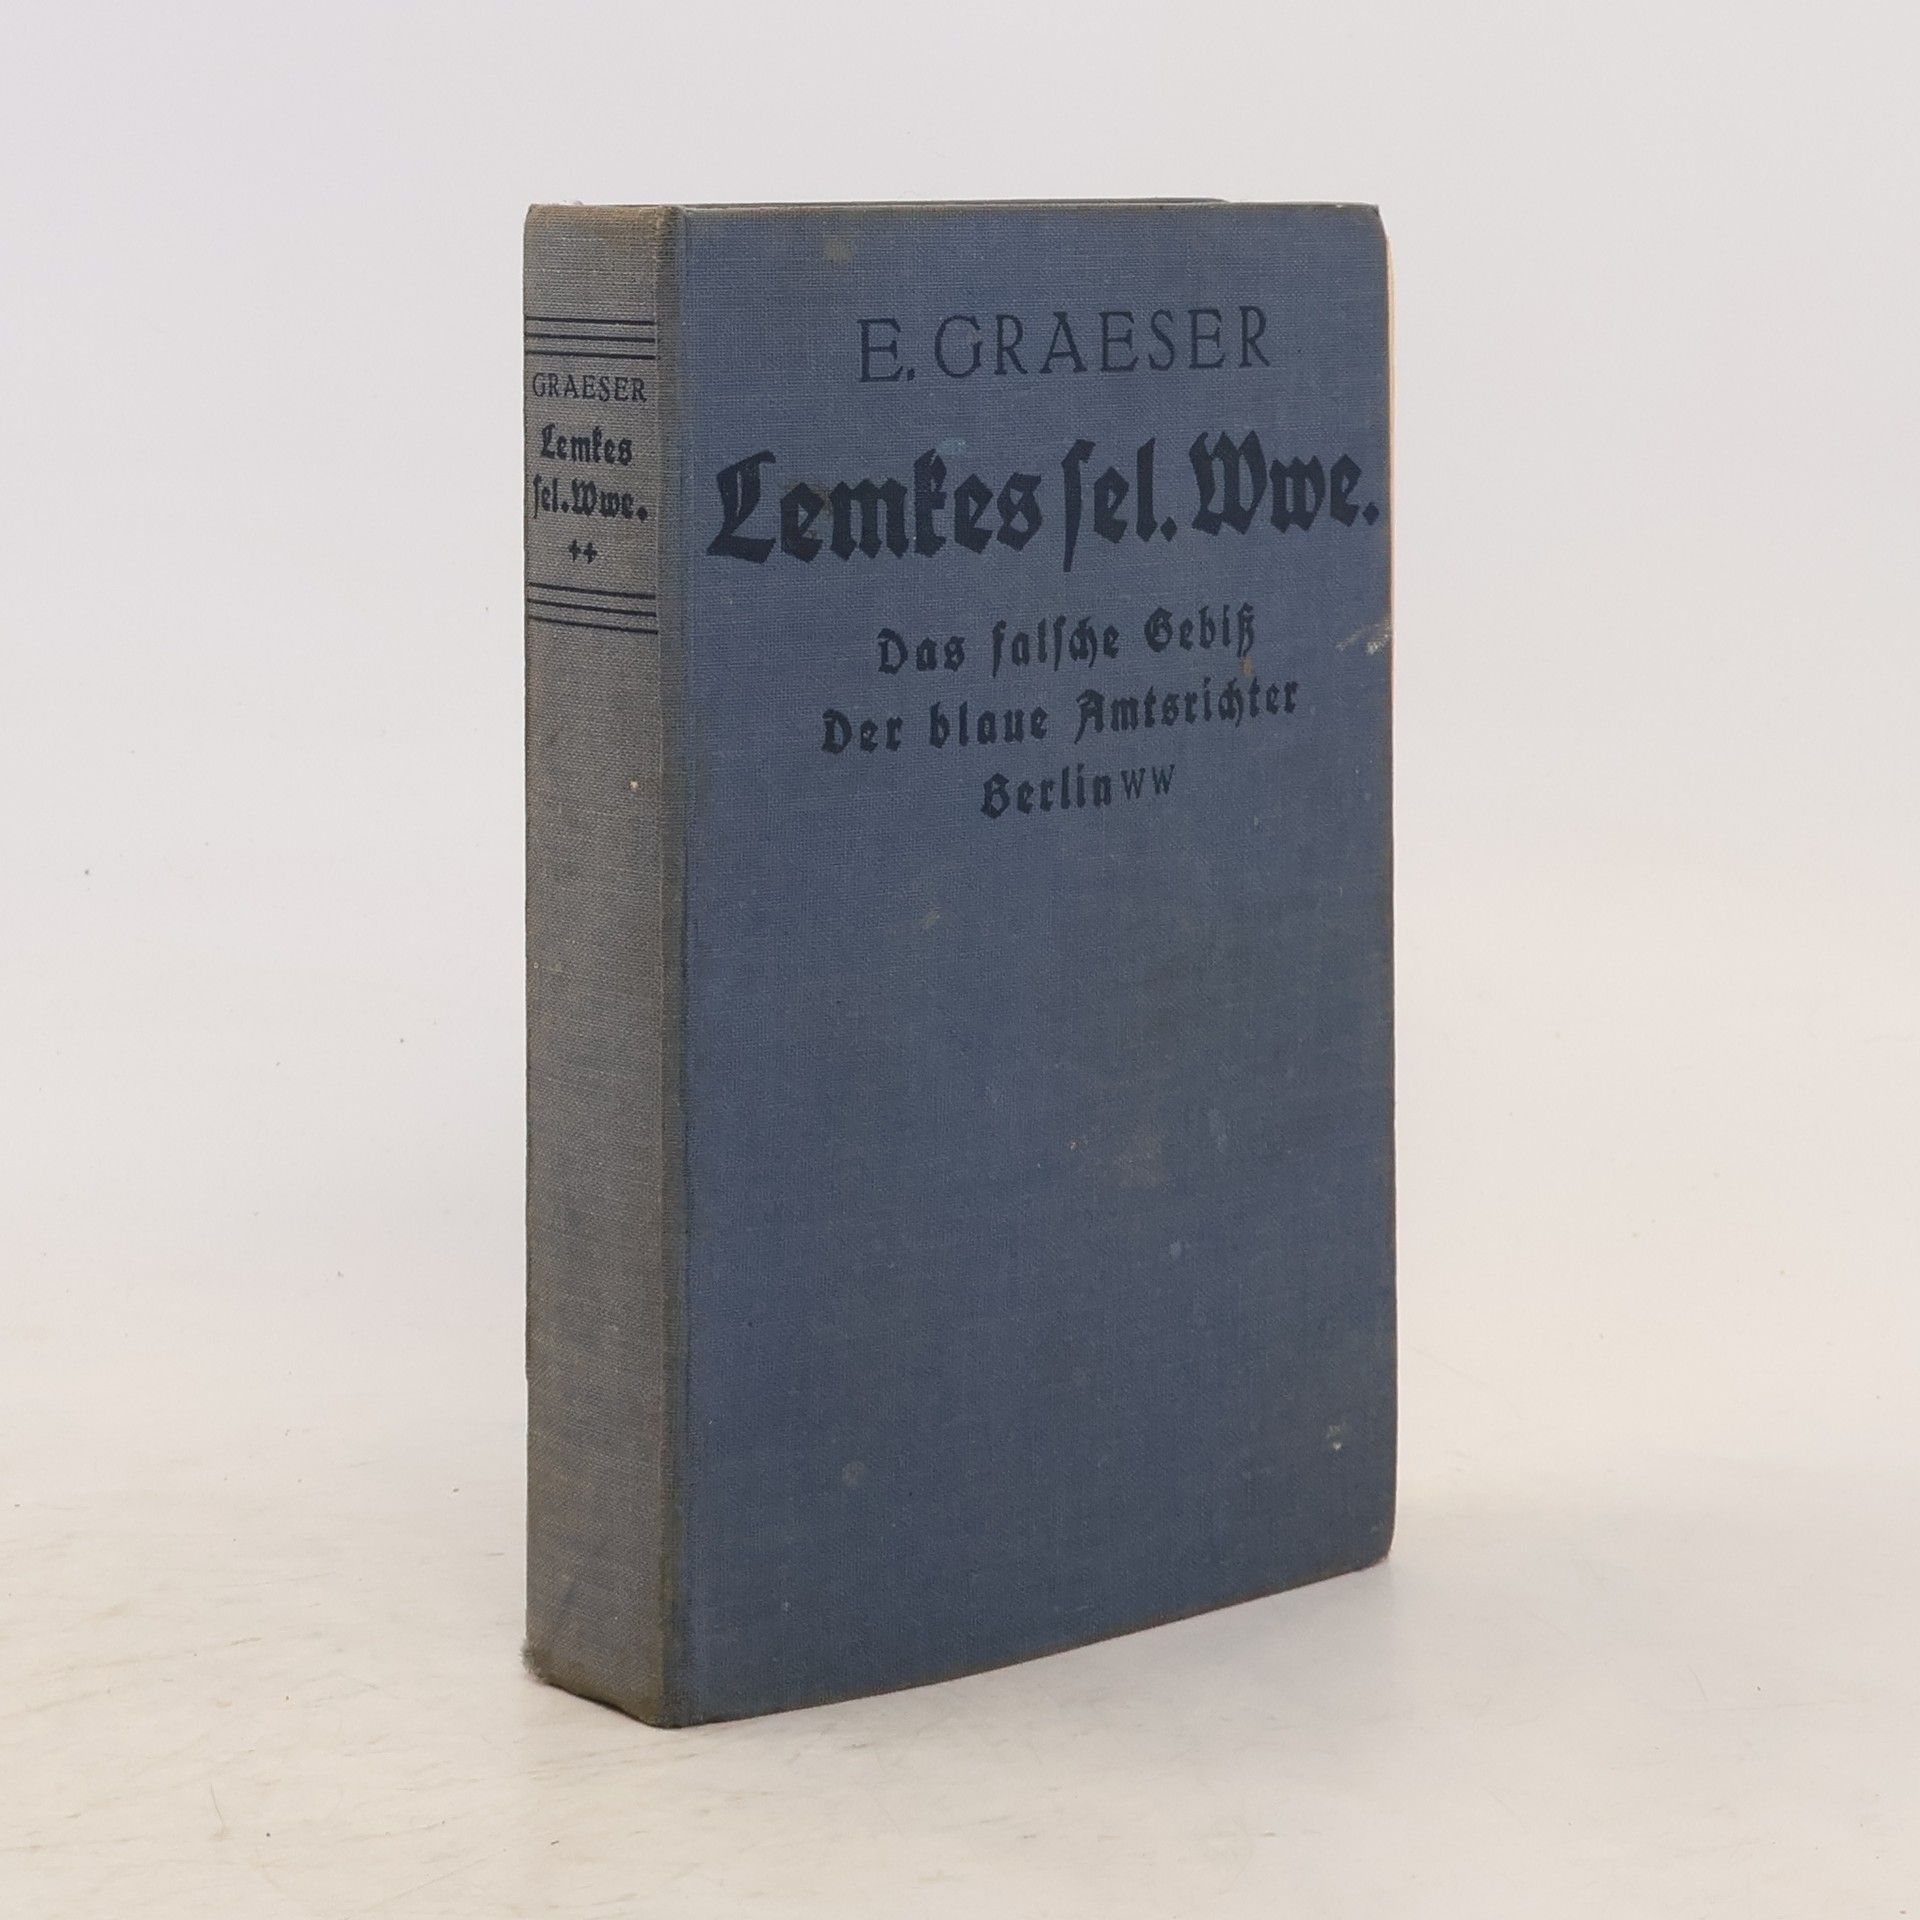 GRAESER
Lemkes
sel. Wwe.
E. GRAESER
Lemkes sel. Wwe.
Das falsche Gebiß
Der blaue Amtsrichter
Berlin WW